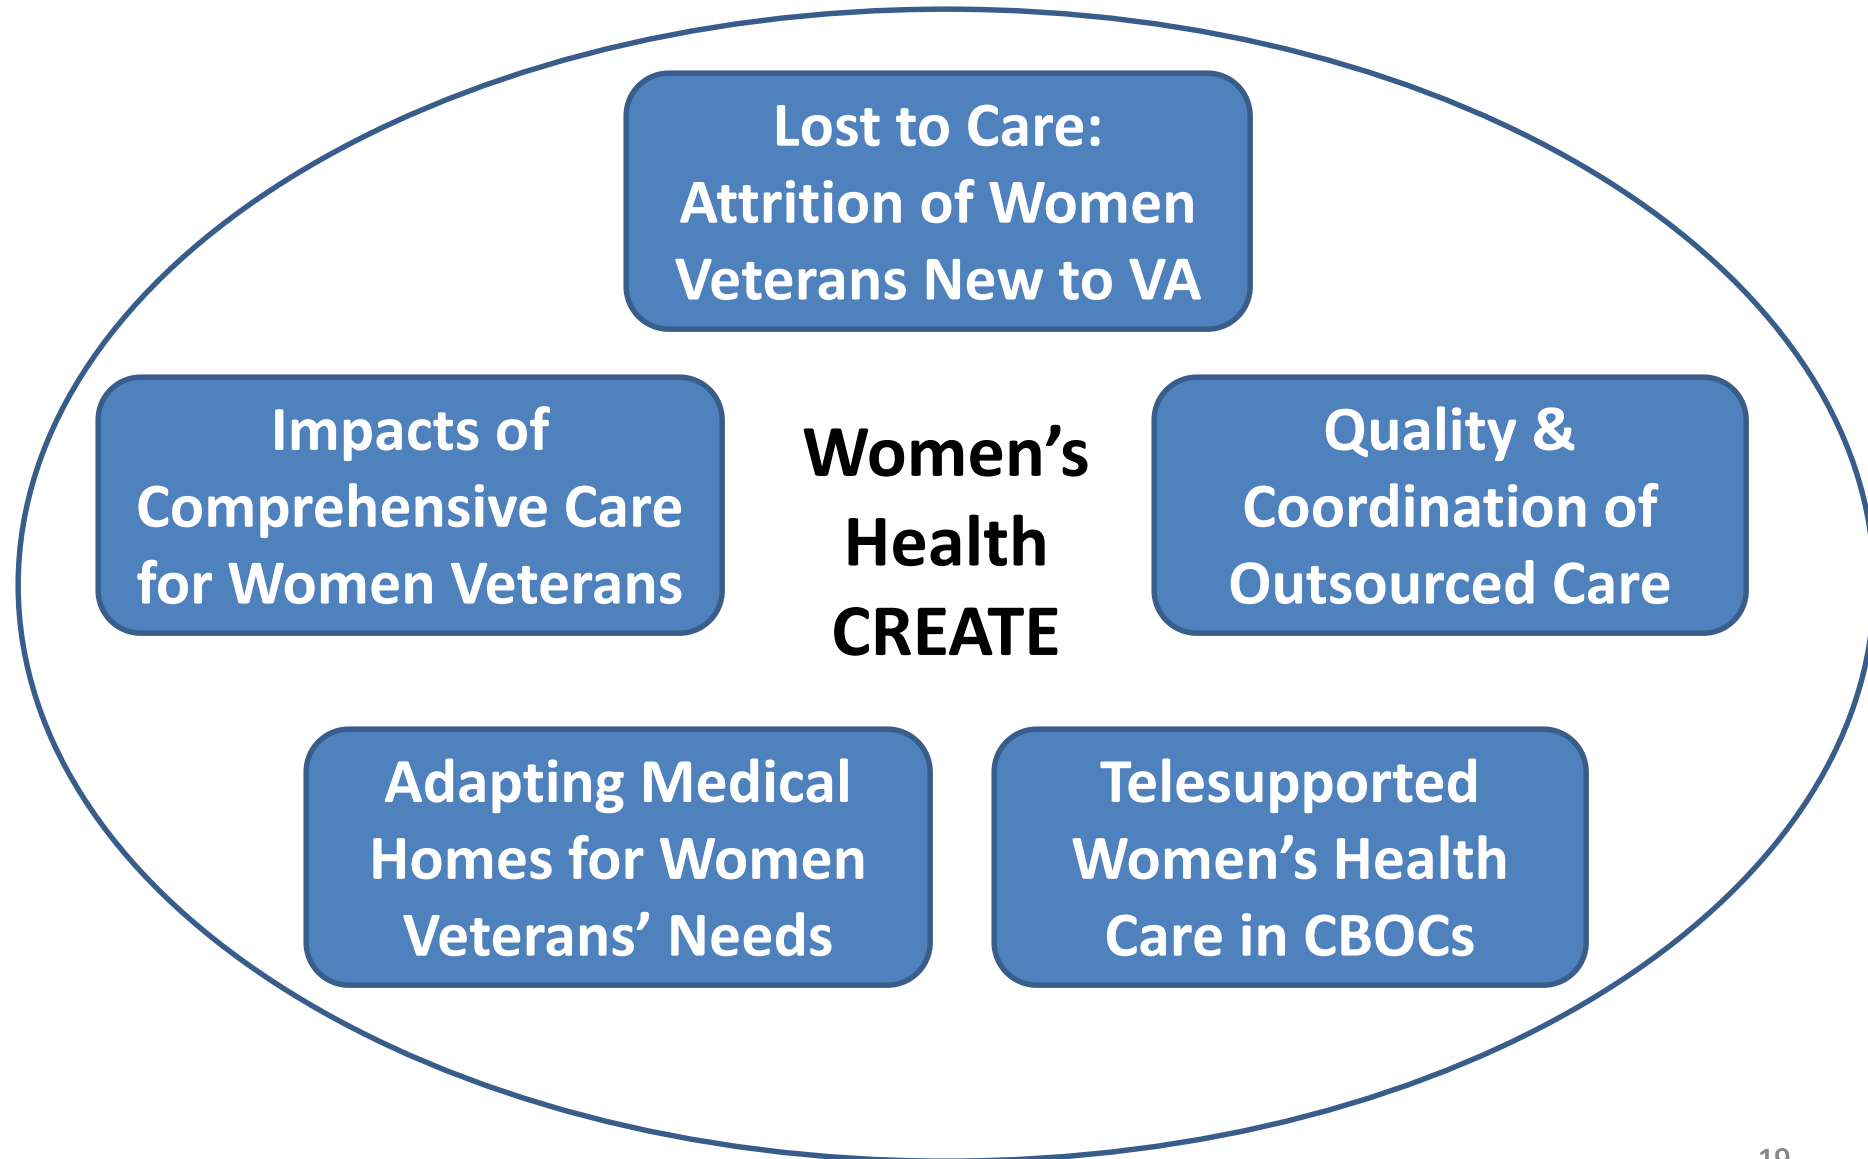 Lost to Care:
Attrition of Women
Veterans New to VA
Impacts of
Comprehensive Care
for Women Veterans
Women’s
Health
CREATE
Quality &
Coordination of
Outsourced Care
Adapting Medical
Homes for Women
Veterans’ Needs
Telesupported
Women’s Health
Care in CBOCs
19